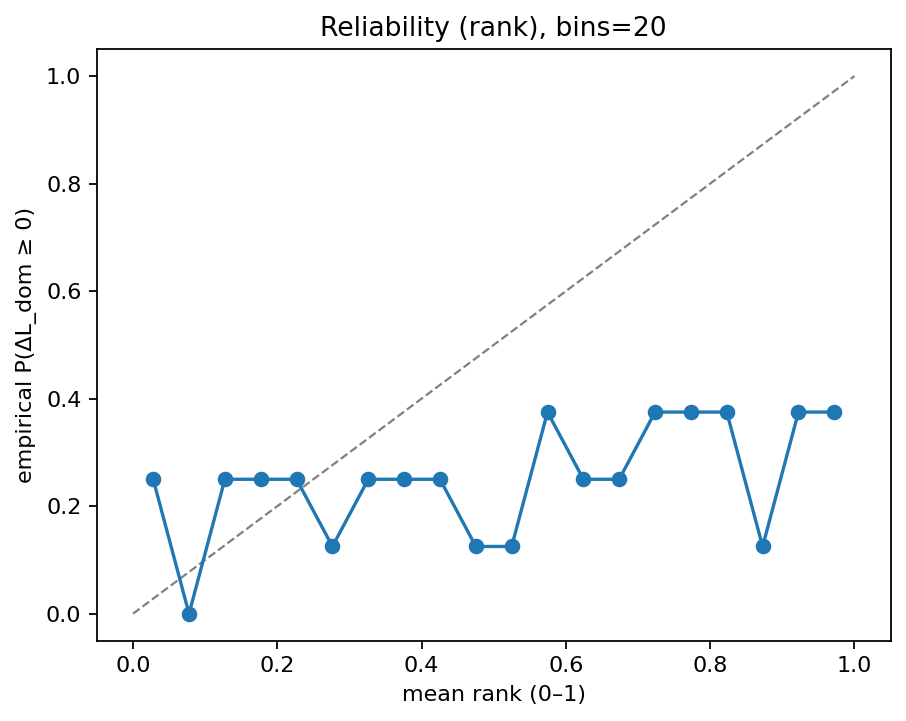 Reliability (rank), bins=20
empirical P(ΔL_dom ≥ 0)
1.0
0.8
0.6
0.4
0.2
0.0
0.0 0.2 0.4 0.6 0.8 1.0
mean rank (0–1)